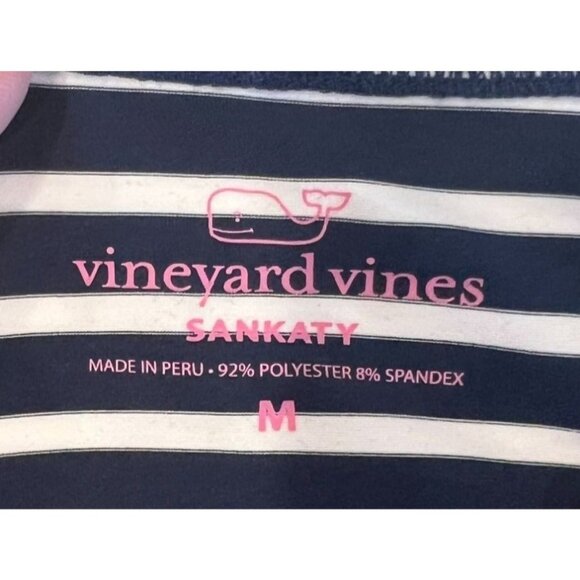 vineyard vines
SANKATY
MADE IN PERU • 92% POLYESTER 8% SPANDEX
M